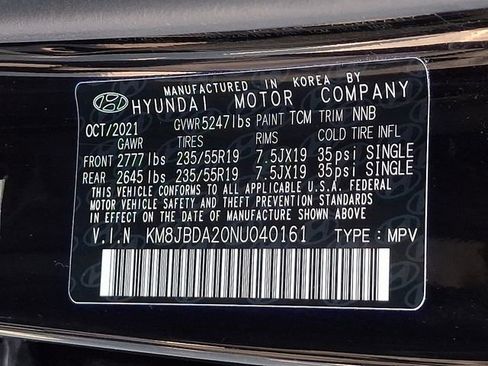 MANUFACTURED IN KOREA BY
HYUNDAI MOTOR COMPANY
OCT/2021 GVWR 5247lbs PAINT TCM TRIM NNB
GAWR TIRES RIMS COLD TIRE INFL
FRONT 2777lbs 235/55R19 7.5JX19 35psi SINGLE
REAR 2645lbs 235/55R19 7.5JX19 35psi SINGLE
THIS VEHICLE CONFORMS TO ALL APPLICABLE U.S.A. FEDERAL
MOTOR VEHICLE SAFETY AND THEFT PREVENTION STANDARDS
IN EFFECT ON THE DATE OF MANUFACTURE SHOWN ABOVE.
V.I.N KM8JBDA20NU040161 TYPE : MPV